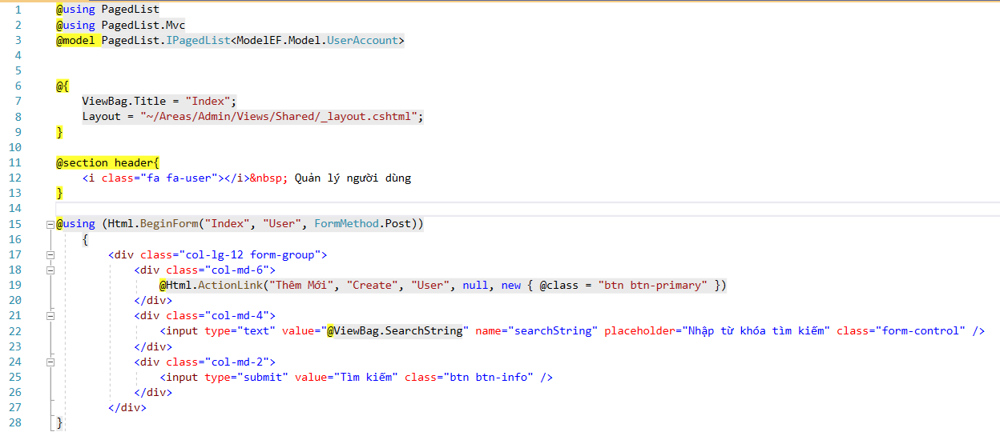 1 @using PagedList
2 @using PagedList.Mvc
3 @model PagedList.IPagedList<ModelEF.Model.UserAccount>
4
5
6 @{
7 ViewBag.Title = "Index";
8 Layout = "~/Areas/Admin/Views/Shared/_layout.cshtml";
9 }
10
11 @section header{
12 <i class="fa fa-user"></i>&nbsp; Quản lý người dùng
13 }
14
15 @using (Html.BeginForm("Index", "User", FormMethod.Post))
16 {
17 <div class="col-lg-12 form-group">
18 <div class="col-md-6">
19 @Html.ActionLink("Thêm Mới", "Create", "User", null, new { @class = "btn btn-primary" })
20 </div>
21 <div class="col-md-4">
22 <input type="text" value="@ViewBag.SearchString" name="searchString" placeholder="Nhập từ khóa tìm kiếm" class="form-control" />
23 </div>
24 <div class="col-md-2">
25 <input type="submit" value="Tìm kiếm" class="btn btn-info" />
26 </div>
27 </div>
28 }